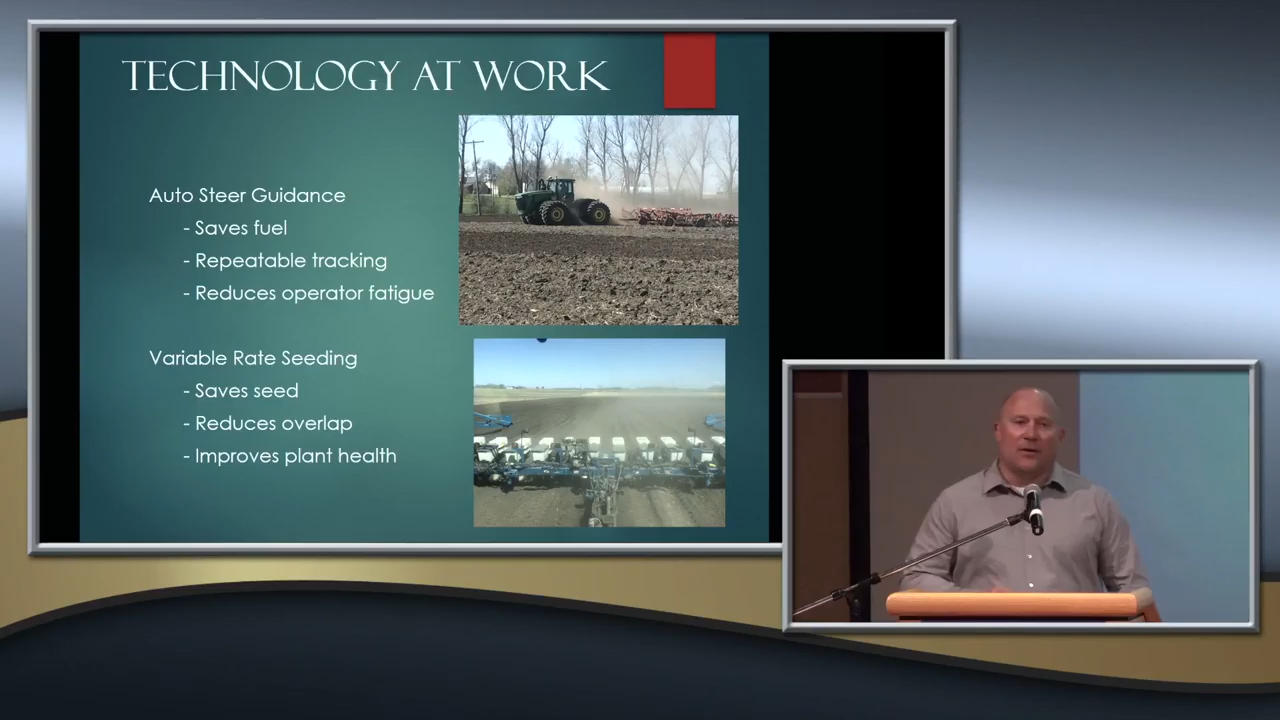 TECHNOLOGY AT WORK
Auto Steer Guidance
- Saves fuel
- Repeatable tracking
- Reduces operator fatigue
Variable Rate Seeding
- Saves seed
- Reduces overlap
- Improves plant health